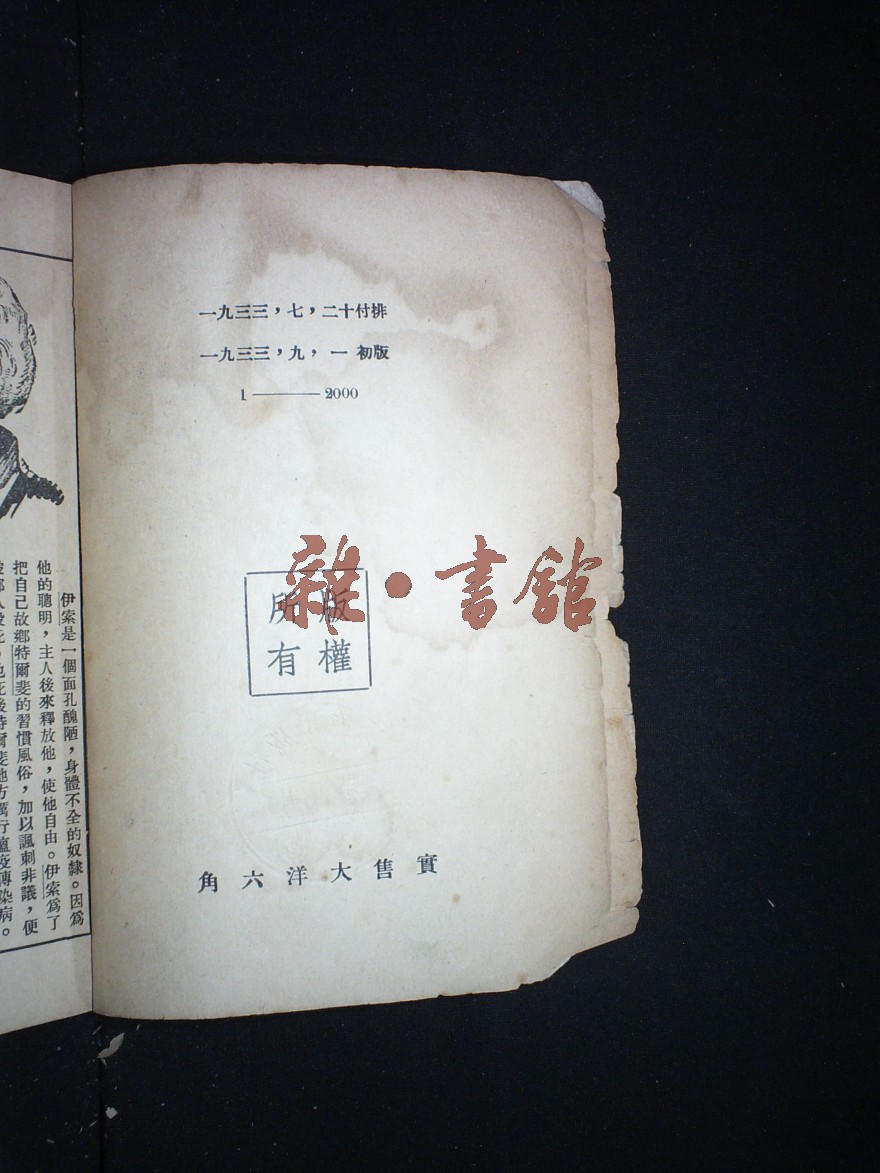 一九三三，七，二十付排
一九三三，九，一 初版
1———2000
雜·書館
版權
所有
實售大洋六角
伊索是一個面孔醜陋，身體不全的奴隸。因爲
他的聰明，主人後來釋放他，使他自由。伊索爲了
把自己故鄉特爾斐的習慣風俗，加以諷刺非議，便